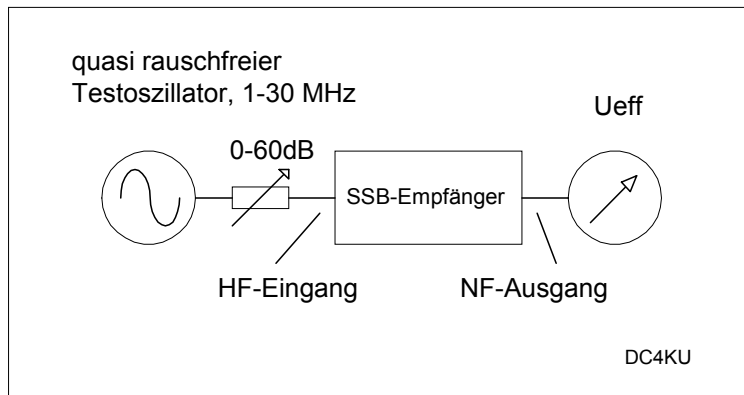 quasi rauschfreier
Testoszillator, 1-30 MHz
Ueff
0-60dB
SSB-Empfänger
HF-Eingang
NF-Ausgang
DC4KU